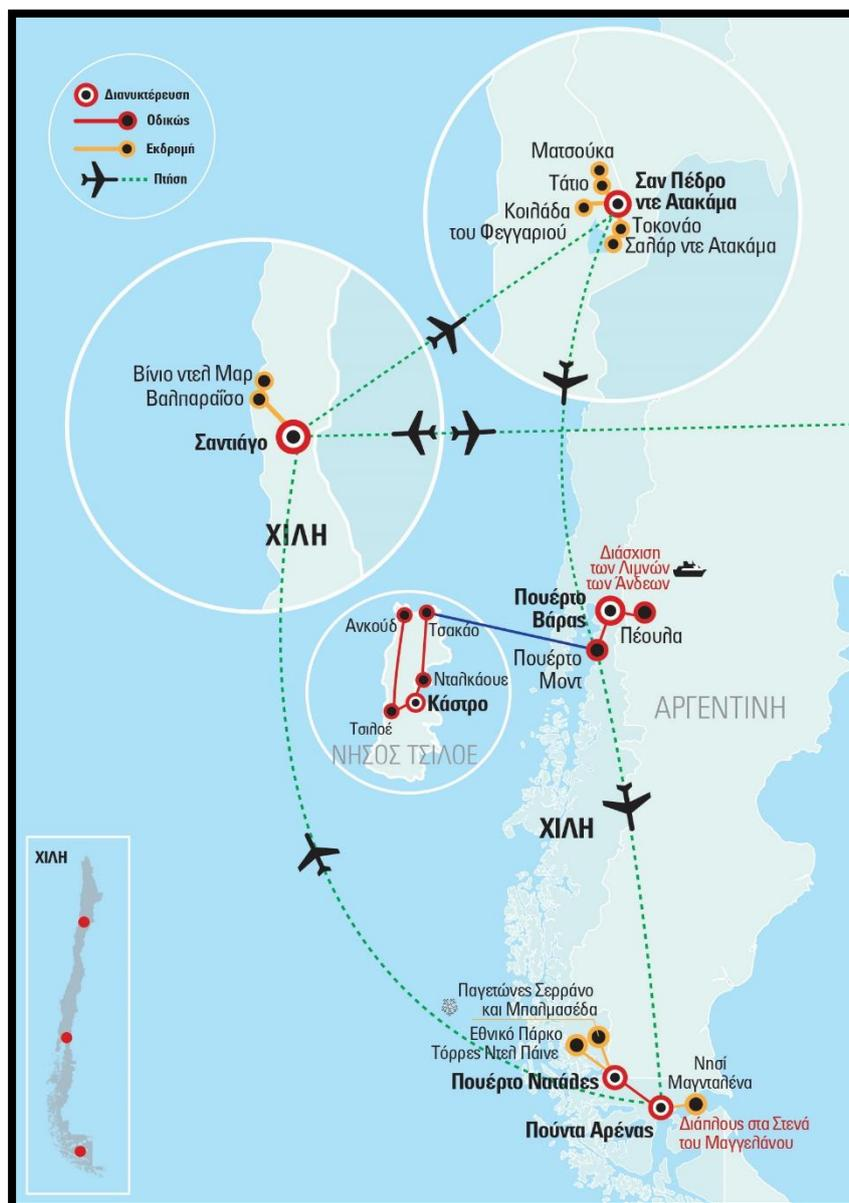 Διανυκτέρευση
Οδικώς
Εκδρομή
Πτήση
Ματσούκα
Τάτιο
Κοιλάδα
του Φεγγαριού
Σαν Πέδρο
ντε Ατακάμα
Τοκονάο
Σαλάρ ντε Ατακάμα
Βίνιο ντελ Μαρ
Βαλπαραΐσο
Σαντιάγο
ΧΙΛΗ
Διάσχιση
των Λιμνών
των Άνδεων
Πουέρτο
Βάρας
Πέουλα
Πουέρτο
Μοντ
Ανκούδ
Τσακάο
Νταλκάουε
Κάστρο
Τσιλοέ
ΝΗΣΟΣ ΤΣΙΛΟΕ
ΑΡΓΕΝΤΙΝΗ
ΧΙΛΗ
ΧΙΛΗ
Παγετώνες Σερράνο
και Μπαλμασέδα
Εθνικό Πάρκο
Τόρρες Ντελ Πάινε
Πουέρτο Νατάλες
Νησί
Μαγνταλένα
Πούντα Αρένας
Διάπλους στα Στενά
του Μαγγελάνου